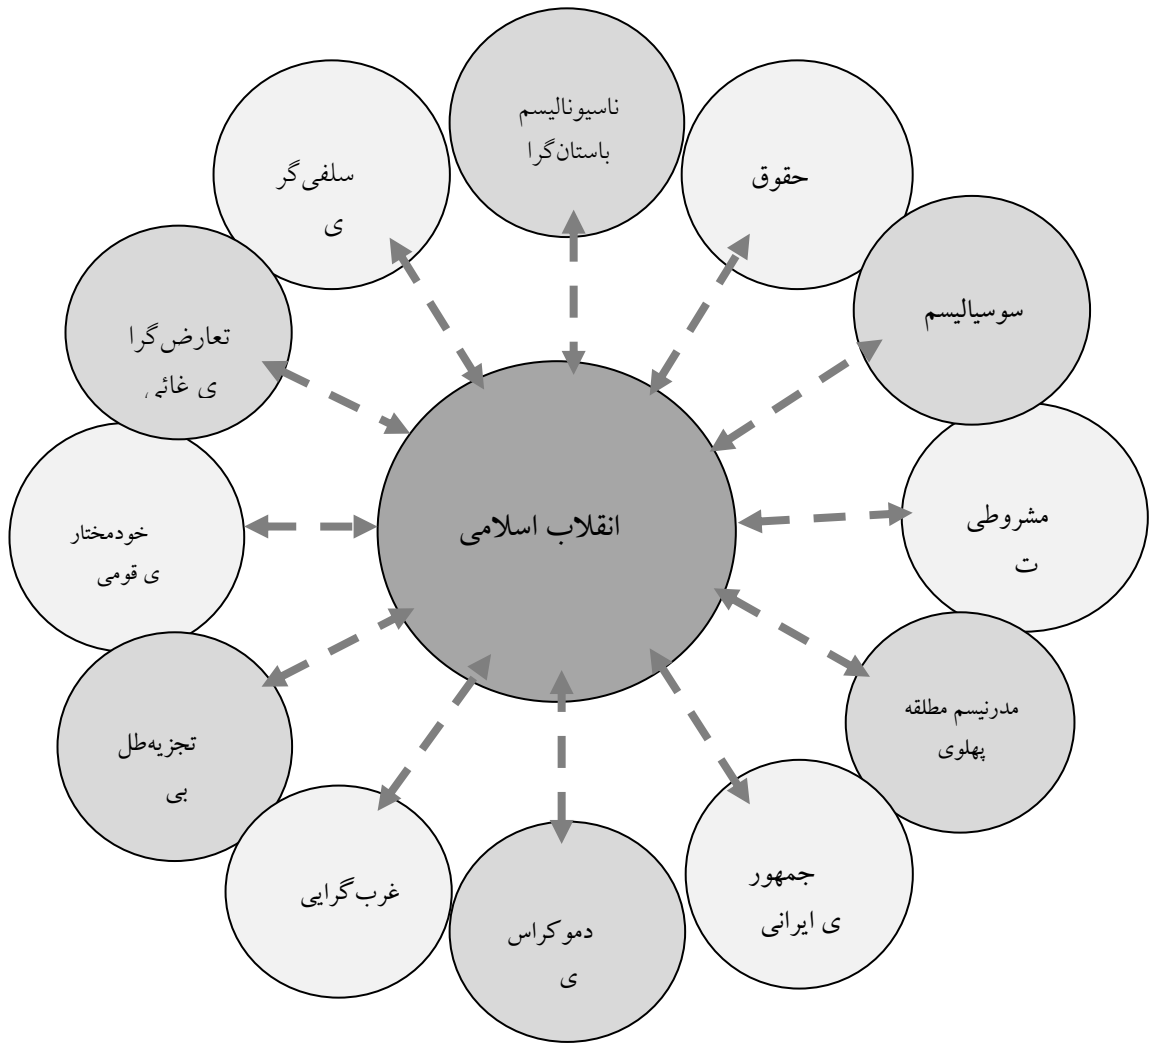 ناسیونالیسم
باستان‌گرا
حقوق
سوسیالیسم
مشروطی
ت
مدرنیسم مطلقه
پهلوی
جمهور
ی ایرانی
دموکراس
ی
غرب‌گرایی
تجزیه‌طل
بی
خودمختار
ی قومی
تعارض‌گرا
ی غائی
سلفی‌گر
ی
انقلاب اسلامی